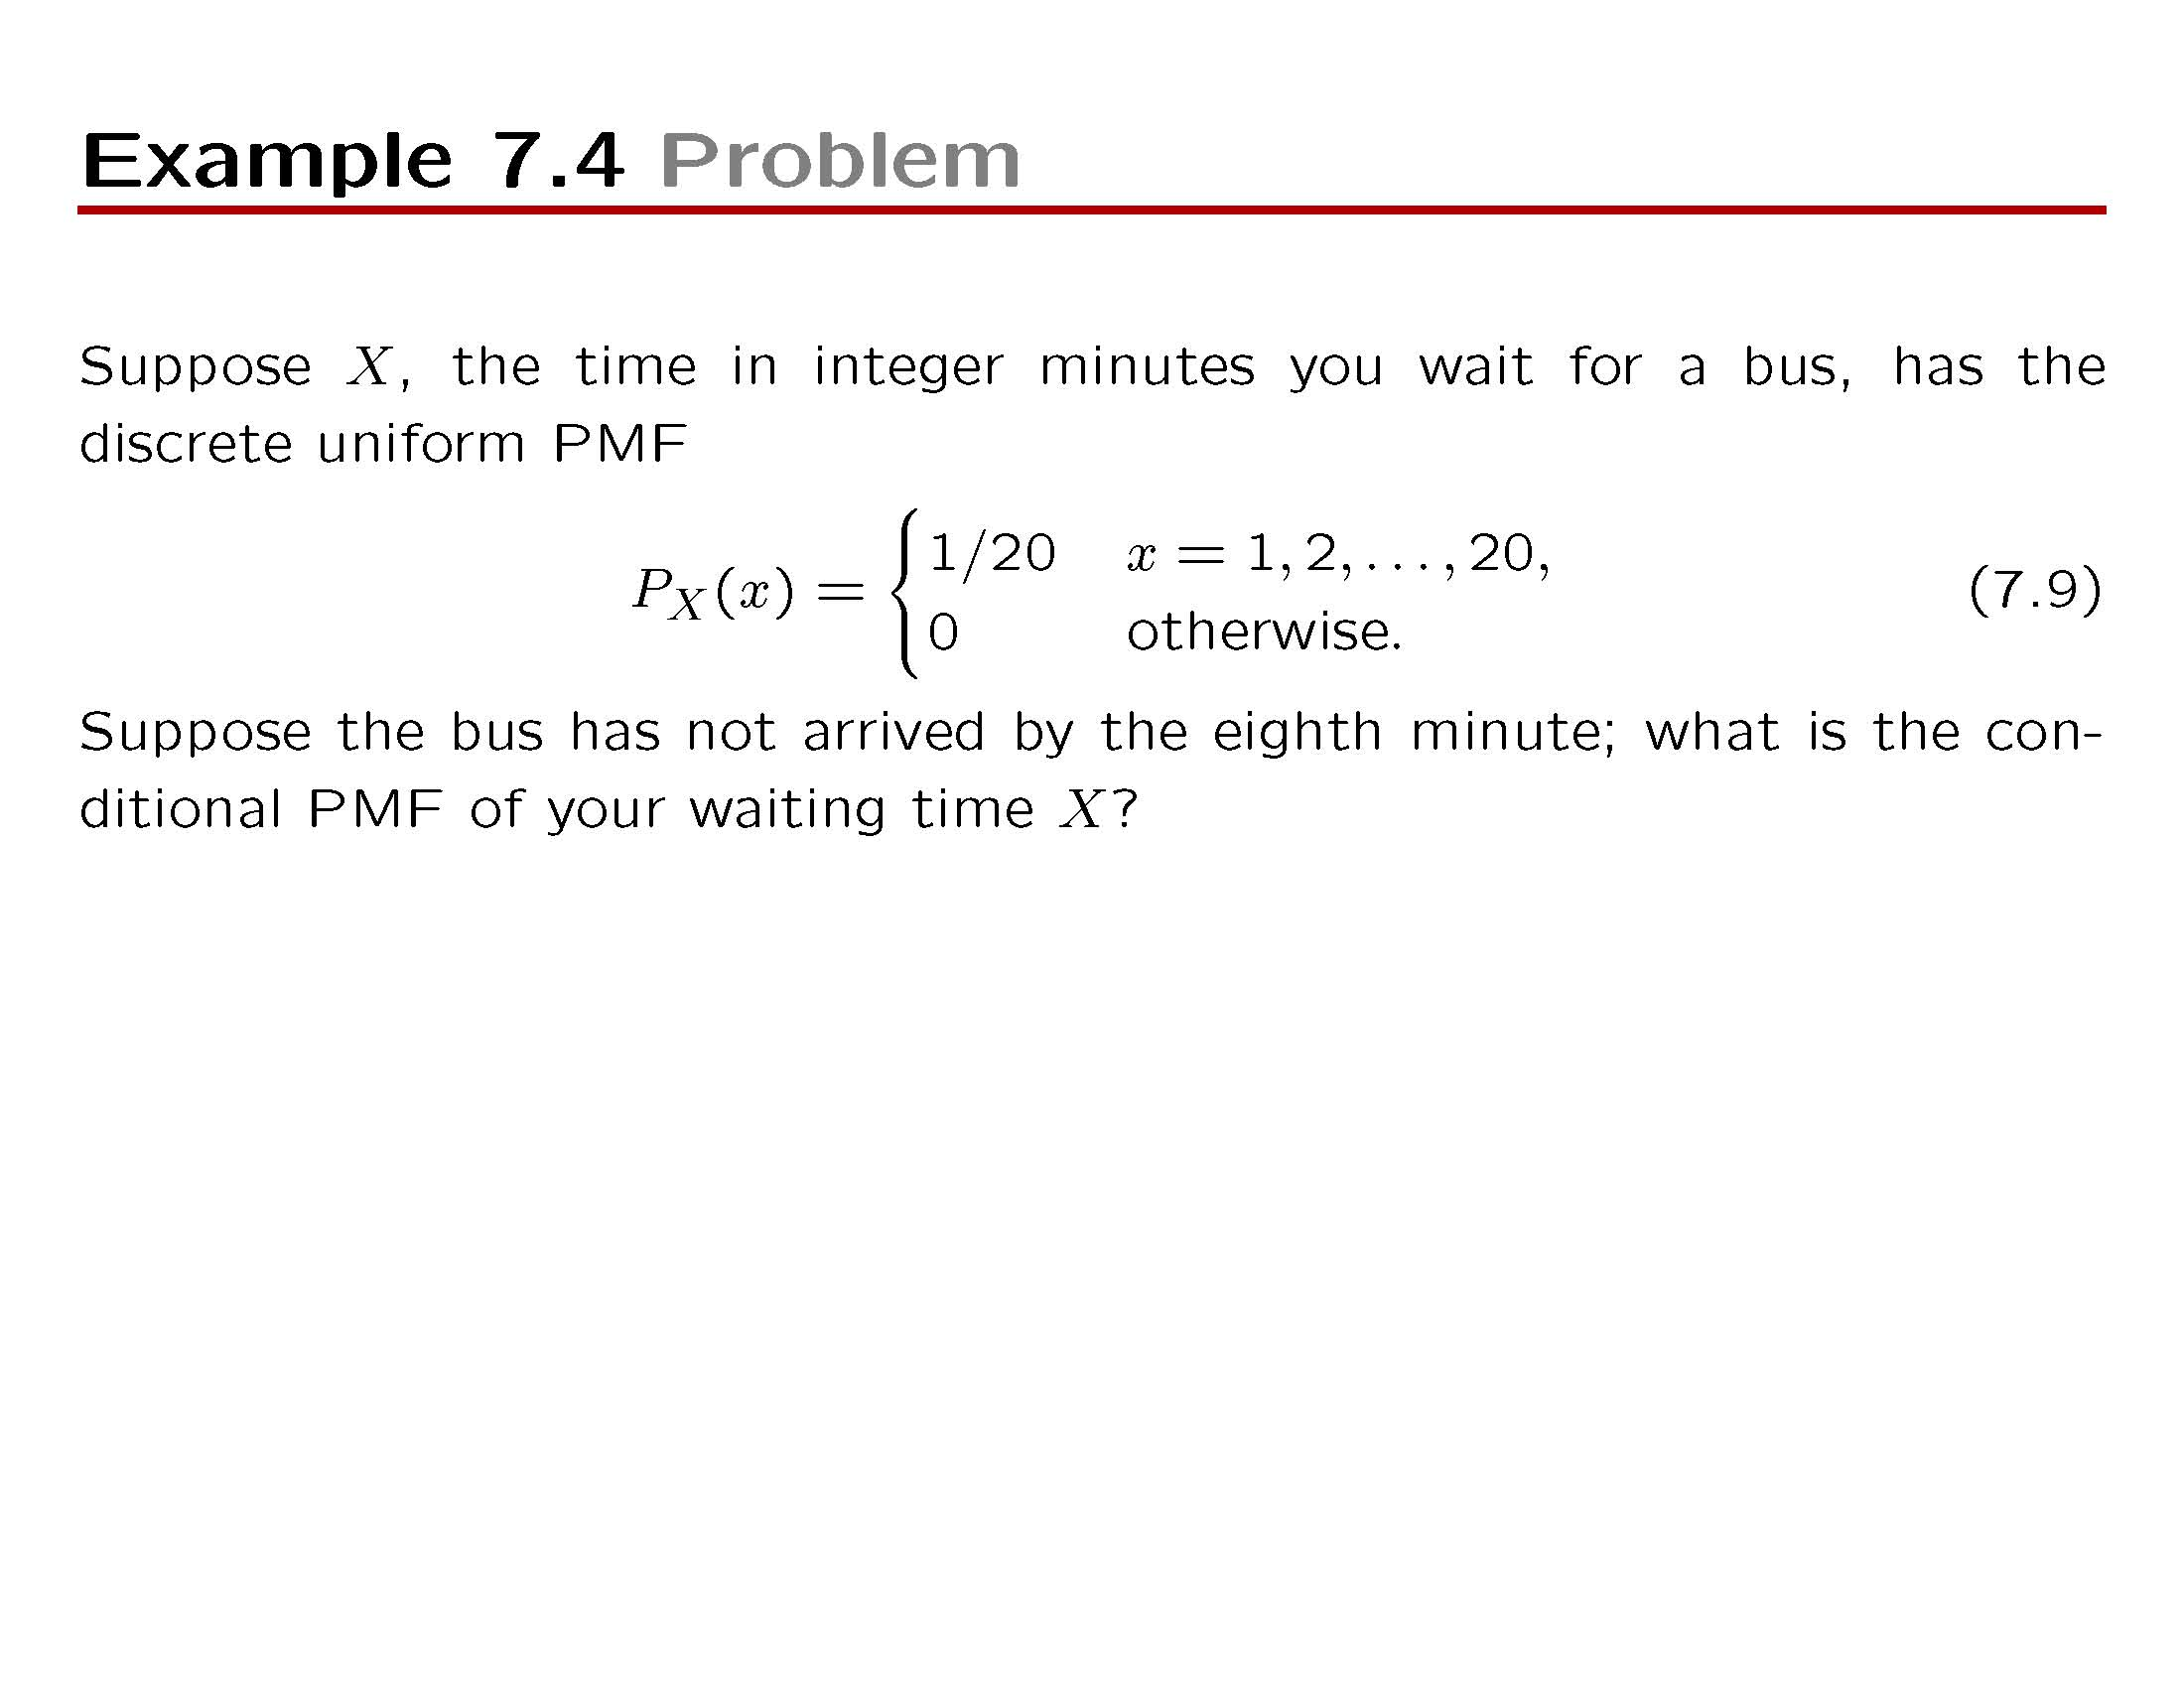 Example 7.4 Problem
Suppose X, the time in integer minutes you wait for a bus, has the
discrete uniform PMF
P_X(x) = { 1/20 x = 1, 2, . . . , 20,
0 otherwise.
(7.9)
Suppose the bus has not arrived by the eighth minute; what is the con-
ditional PMF of your waiting time X?